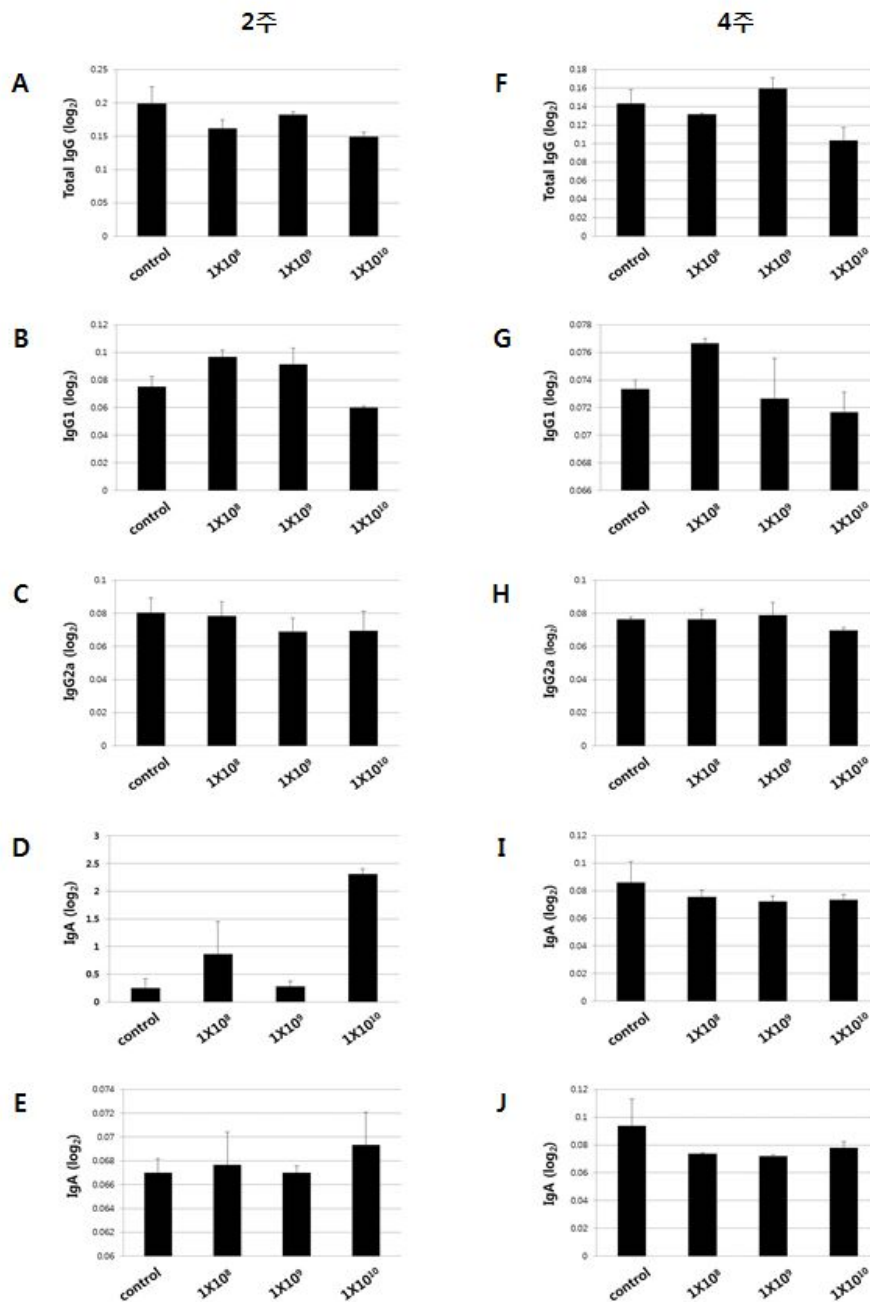 2주
4주
A
Total IgG (log₂)
0.25
0.2
0.15
0.1
0.05
0
control
1X10⁸
1X10⁹
1X10¹⁰
F
Total IgG (log₂)
0.18
0.16
0.14
0.12
0.1
0.08
0.06
0.04
0.02
0
control
1X10⁸
1X10⁹
1X10¹⁰
B
IgG1 (log₂)
0.12
0.1
0.08
0.06
0.04
0.02
0
control
1X10⁸
1X10⁹
1X10¹⁰
G
IgG1 (log₂)
0.078
0.076
0.074
0.072
0.07
0.068
0.066
control
1X10⁸
1X10⁹
1X10¹⁰
C
IgG2a (log₂)
0.1
0.08
0.06
0.04
0.02
0
control
1X10⁸
1X10⁹
1X10¹⁰
H
IgG2a (log₂)
0.1
0.08
0.06
0.04
0.02
0
control
1X10⁸
1X10⁹
1X10¹⁰
D
IgA (log₂)
3
2.5
2
1.5
1
0.5
0
control
1X10⁸
1X10⁹
1X10¹⁰
I
IgA (log₂)
0.12
0.1
0.08
0.06
0.04
0.02
0
control
1X10⁸
1X10⁹
1X10¹⁰
E
IgA (log₂)
0.074
0.072
0.07
0.068
0.066
0.064
0.062
0.06
control
1X10⁸
1X10⁹
1X10¹⁰
J
IgA (log₂)
0.12
0.1
0.08
0.06
0.04
0.02
0
control
1X10⁸
1X10⁹
1X10¹⁰